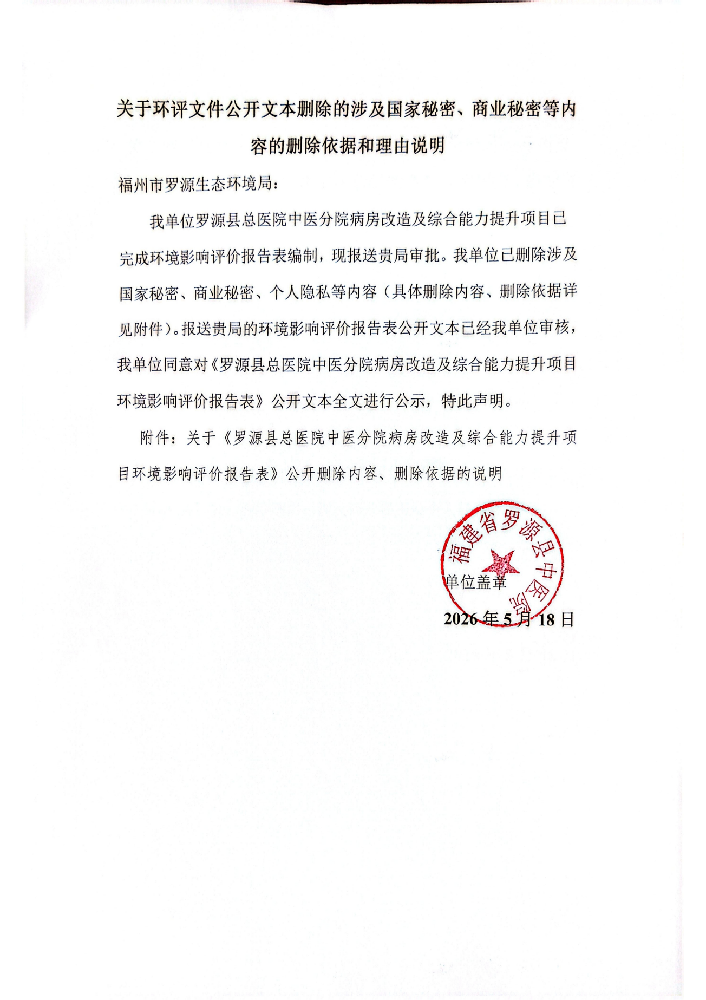 关于环评文件公开文本删除的涉及国家秘密、商业秘密等内
容的删除依据和理由说明
福州市罗源生态环境局：
我单位罗源县总医院中医分院病房改造及综合能力提升项目已
完成环境影响评价报告表编制，现报送贵局审批。我单位已删除涉及
国家秘密、商业秘密、个人隐私等内容（具体删除内容、删除依据详
见附件）。报送贵局的环境影响评价报告表公开文本已经我单位审核，
我单位同意对《罗源县总医院中医分院病房改造及综合能力提升项目
环境影响评价报告表》公开文本全文进行公示，特此声明。
附件：关于《罗源县总医院中医分院病房改造及综合能力提升项
目环境影响评价报告表》公开删除内容、删除依据的说明
福建省罗源县中医院
单位盖章
2026 年 5 月 18 日